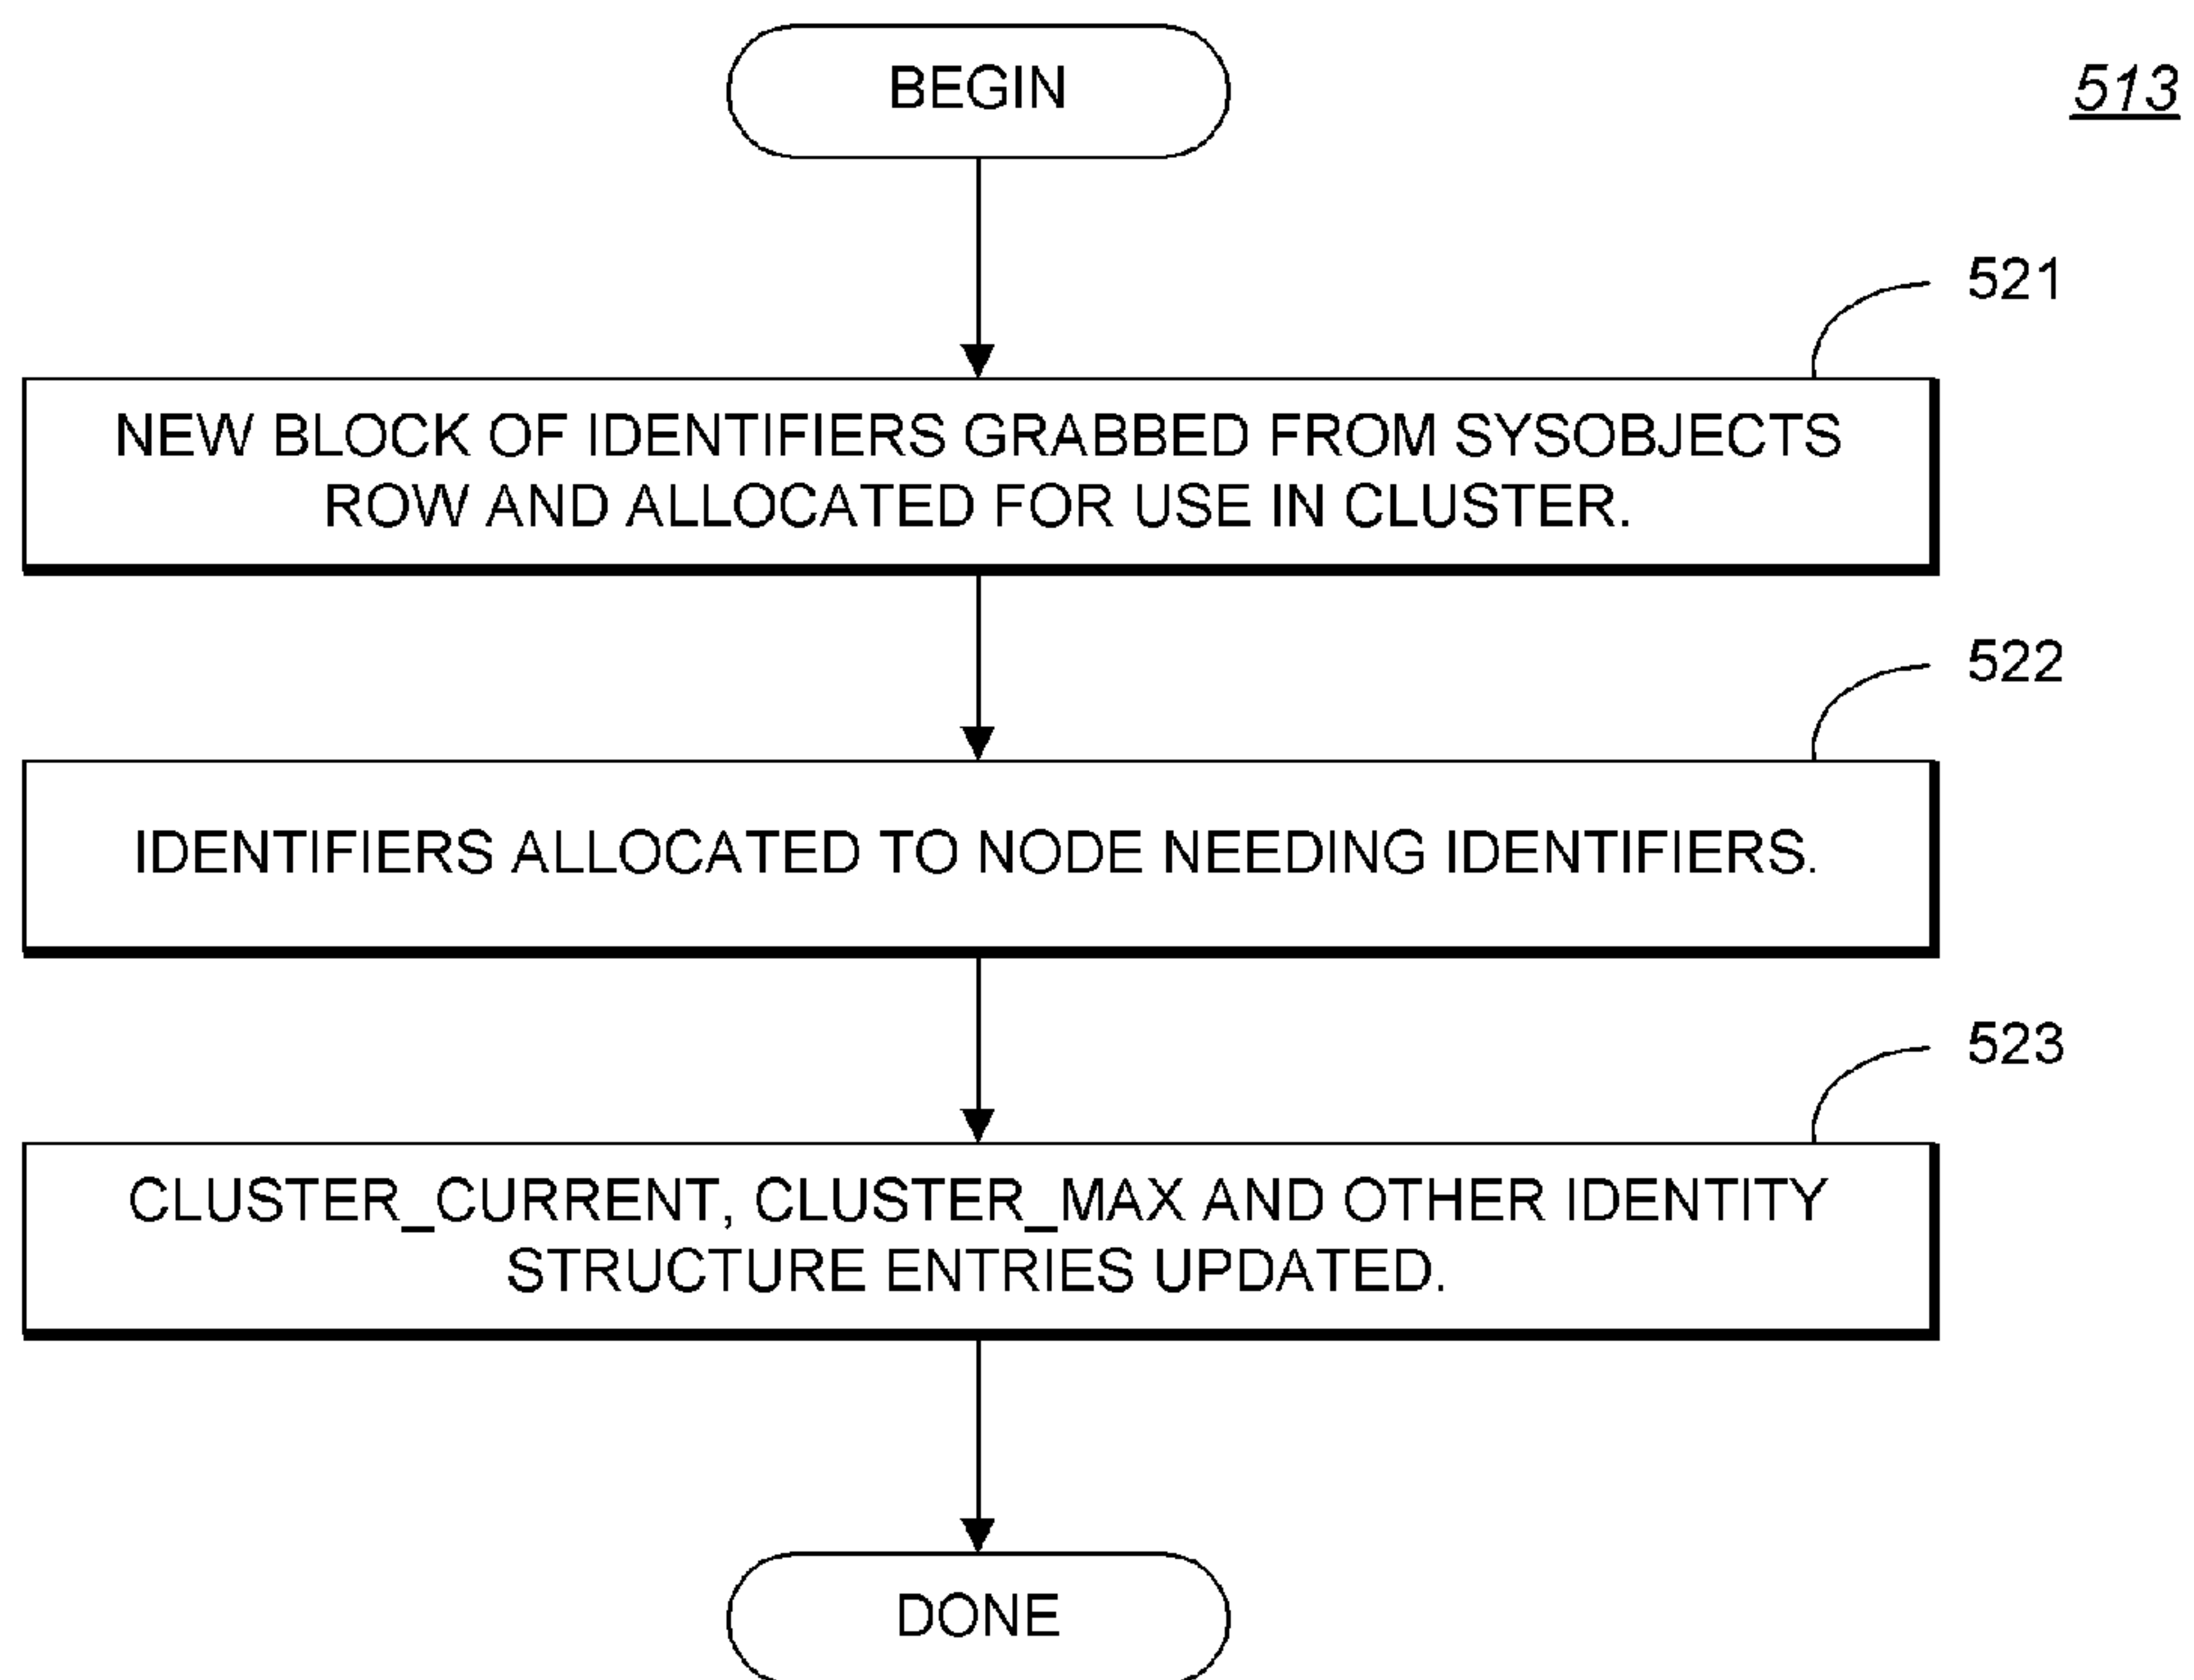 BEGIN
513
521
NEW BLOCK OF IDENTIFIERS GRABBED FROM SYSOBJECTS
ROW AND ALLOCATED FOR USE IN CLUSTER.
522
IDENTIFIERS ALLOCATED TO NODE NEEDING IDENTIFIERS.
523
CLUSTER_CURRENT, CLUSTER_MAX AND OTHER IDENTITY
STRUCTURE ENTRIES UPDATED.
DONE